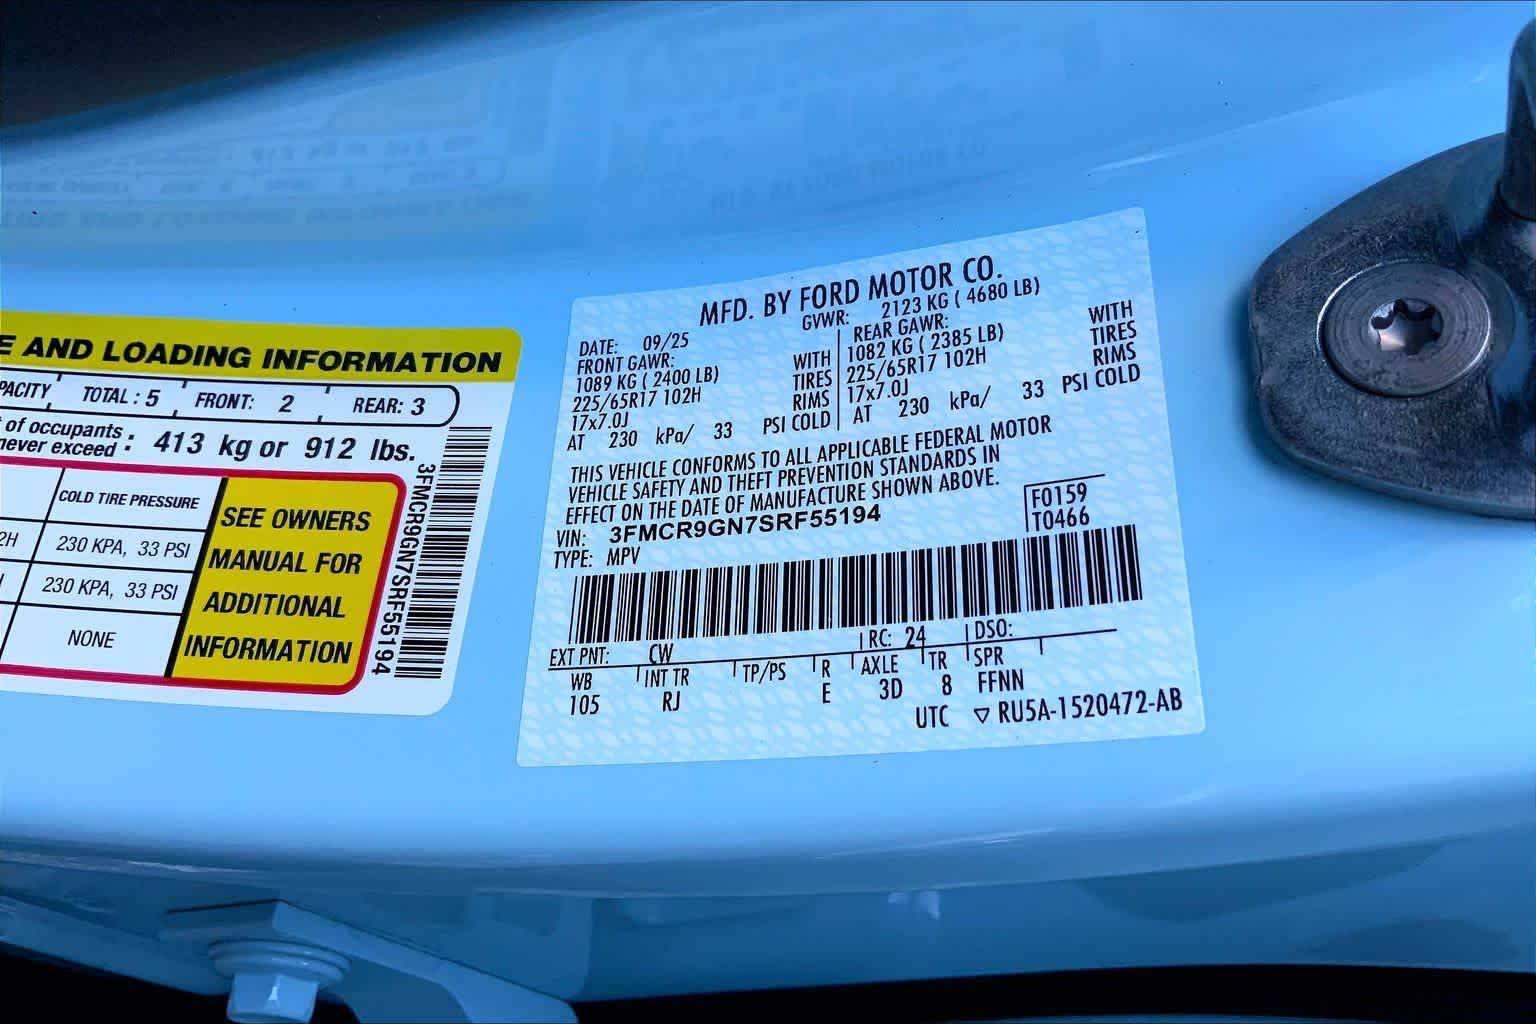 E AND LOADING INFORMATION
PACITY TOTAL : 5 FRONT: 2 REAR: 3
t of occupants
never exceed : 413 kg or 912 lbs.
COLD TIRE PRESSURE
2H 230 KPA, 33 PSI
230 KPA, 33 PSI
NONE
SEE OWNERS
MANUAL FOR
ADDITIONAL
INFORMATION
3FMCR9GN7SRF55194
MFD. BY FORD MOTOR CO.
DATE: 09/25 GVWR: 2123 KG ( 4680 LB)
FRONT GAWR:
1089 KG ( 2400 LB) WITH
225/65R17 102H TIRES
17x7.0J RIMS
AT 230 kPa/ 33 PSI COLD
REAR GAWR:
1082 KG ( 2385 LB) WITH
225/65R17 102H TIRES
17x7.0J RIMS
AT 230 kPa/ 33 PSI COLD
THIS VEHICLE CONFORMS TO ALL APPLICABLE FEDERAL MOTOR
VEHICLE SAFETY AND THEFT PREVENTION STANDARDS IN
EFFECT ON THE DATE OF MANUFACTURE SHOWN ABOVE.
VIN: 3FMCR9GN7SRF55194
TYPE: MPV
F0159
T0466
EXT PNT: CW RC: 24 DSO:
WB INT TR TP/PS R AXLE TR SPR
105 RJ E 3D 8 FFNN
UTC ▽ RU5A-1520472-AB